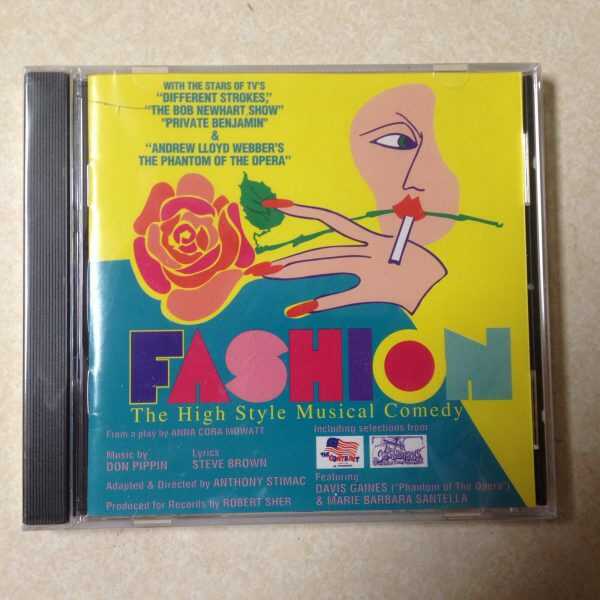 WITH THE STARS OF TV'S
"DIFFERENT STROKES,"
"THE BOB NEWHART SHOW"
"PRIVATE BENJAMIN"
&
"ANDREW LLOYD WEBBER'S
THE PHANTOM OF THE OPERA"
FASHION
The High Style Musical Comedy
From a play by ANNA CORA MOWATT
Music by
DON PIPPIN
Lyrics
STEVE BROWN
Adapted & Directed by ANTHONY STIMAC
Produced for Records by ROBERT SHER
Including selections from
THE CONTRAST
Featuring
DAVIS GAINES ("Phantom of The Opera")
& MARIE BARBARA SANTELLA